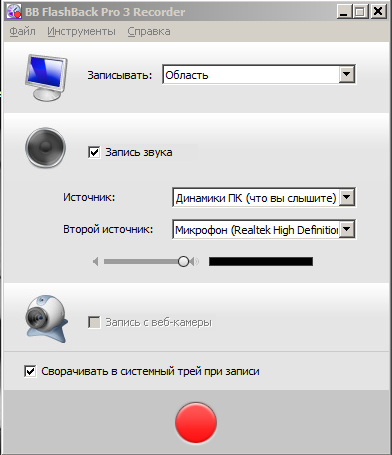 BB FlashBack Pro 3 Recorder
Файл Инструменты Справка
Записывать: Область
Запись звука
Источник: Динамики ПК (что вы слышите)
Второй источник: Микрофон (Realtek High Definition
Запись с веб-камеры
Сворачивать в системный трей при записи